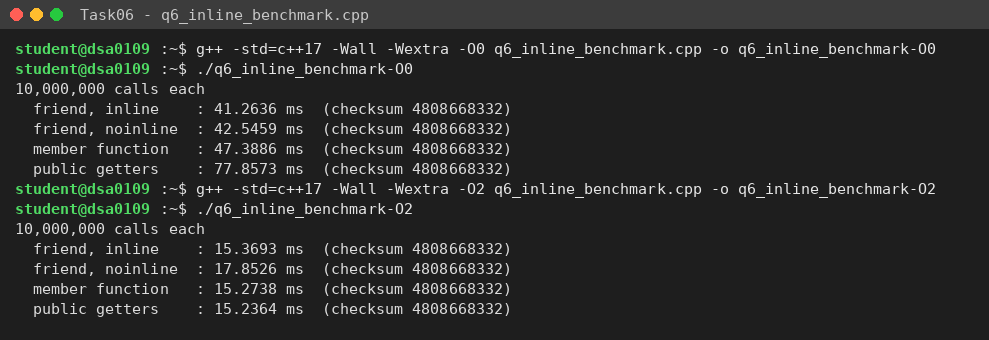 Task06 - q6_inline_benchmark.cpp
student@dsa0109 :~$ g++ -std=c++17 -Wall -Wextra -O0 q6_inline_benchmark.cpp -o q6_inline_benchmark-O0
student@dsa0109 :~$ ./q6_inline_benchmark-O0
10,000,000 calls each
  friend, inline    : 41.2636 ms  (checksum 4808668332)
  friend, noinline  : 42.5459 ms  (checksum 4808668332)
  member function   : 47.3886 ms  (checksum 4808668332)
  public getters    : 77.8573 ms  (checksum 4808668332)
student@dsa0109 :~$ g++ -std=c++17 -Wall -Wextra -O2 q6_inline_benchmark.cpp -o q6_inline_benchmark-O2
student@dsa0109 :~$ ./q6_inline_benchmark-O2
10,000,000 calls each
  friend, inline    : 15.3693 ms  (checksum 4808668332)
  friend, noinline  : 17.8526 ms  (checksum 4808668332)
  member function   : 15.2738 ms  (checksum 4808668332)
  public getters    : 15.2364 ms  (checksum 4808668332)